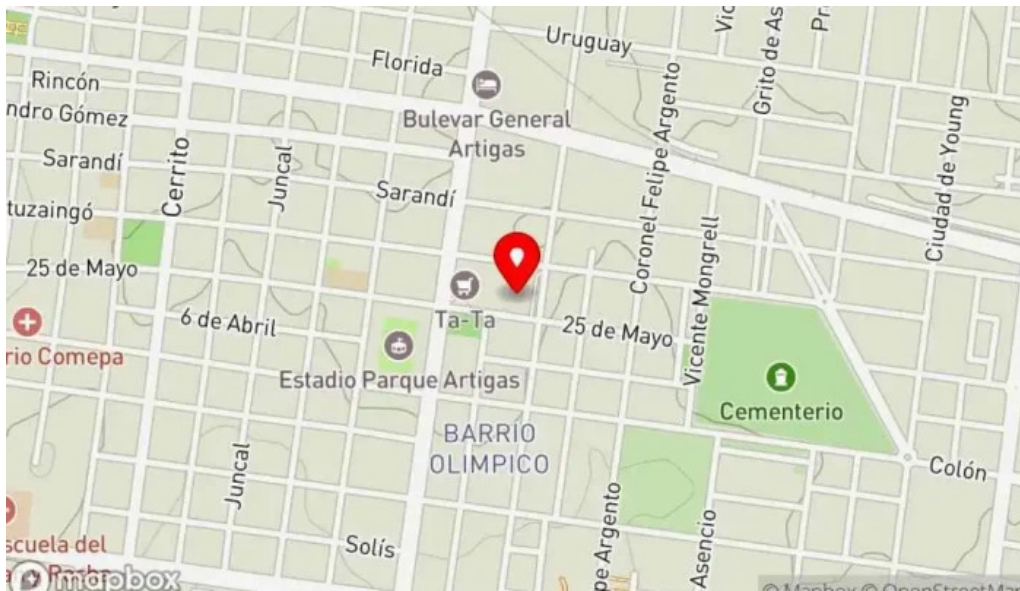 Uruguay
Florida
Rincón
ndro Gómez
Bulevar General
Artigas
Coronel Felipe Argento
Grito de As
Ciudad de Young
Sarandí
Cerrito
Juncal
Sarandí
tuzaingó
25 de Mayo
Vicente Mongrell
6 de Abril
Ta-Ta
25 de Mayo
rio Comepa
Estadio Parque Artigas
Cementerio
BARRIO
OLIMPICO
Juncal
Colón
Solís
pe Argento
Asencio
scuela del
mapbox
© Mapbox © OpenStreetMap